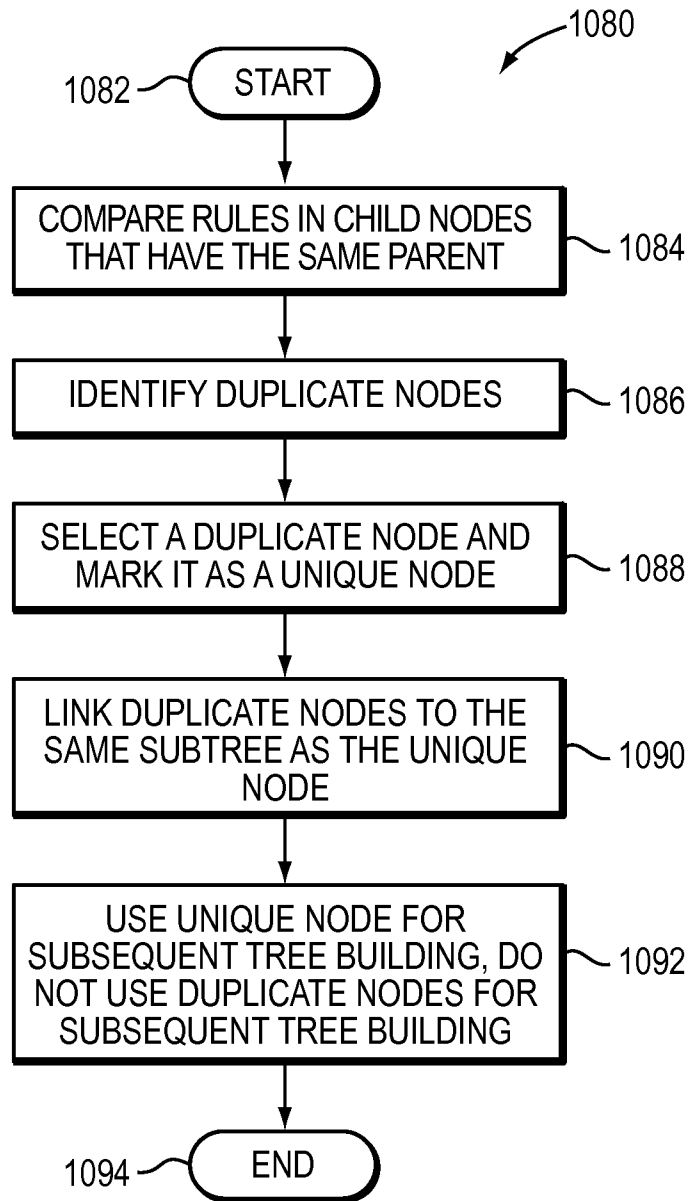 1080
START
1082
COMPARE RULES IN CHILD NODES
THAT HAVE THE SAME PARENT
1084
IDENTIFY DUPLICATE NODES
1086
SELECT A DUPLICATE NODE AND
MARK IT AS A UNIQUE NODE
1088
LINK DUPLICATE NODES TO THE
SAME SUBTREE AS THE UNIQUE
NODE
1090
USE UNIQUE NODE FOR
SUBSEQUENT TREE BUILDING, DO
NOT USE DUPLICATE NODES FOR
SUBSEQUENT TREE BUILDING
1092
END
1094